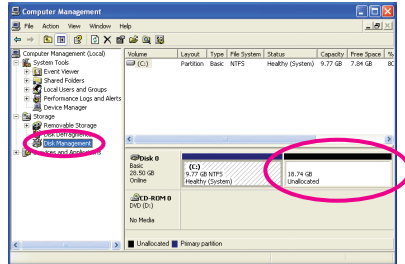 Computer Management
File Action View Window Help
Computer Management (Local)
System Tools
Event Viewer
Shared Folders
Local Users and Groups
Performance Logs and Alerts
Device Manager
Storage
Removable Storage
Disk Defragmenter
Disk Management
Services and Applications
Volume Layout Type File System Status Capacity Free Space %
(C:) Partition Basic NTFS Healthy (System) 9.77 GB 7.84 GB 80
Disk 0
Basic
28.50 GB
Online
(C:)
9.77 GB NTFS
Healthy (System)
18.74 GB
Unallocated
CD-ROM 0
DVD (D:)
No Media
Unallocated Primary partition